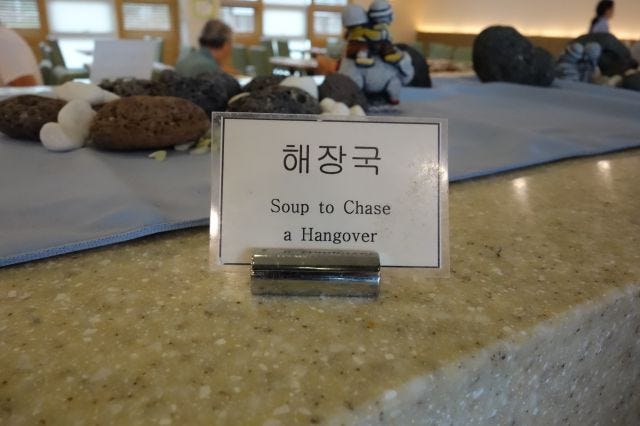 해장국
Soup to Chase
a Hangover